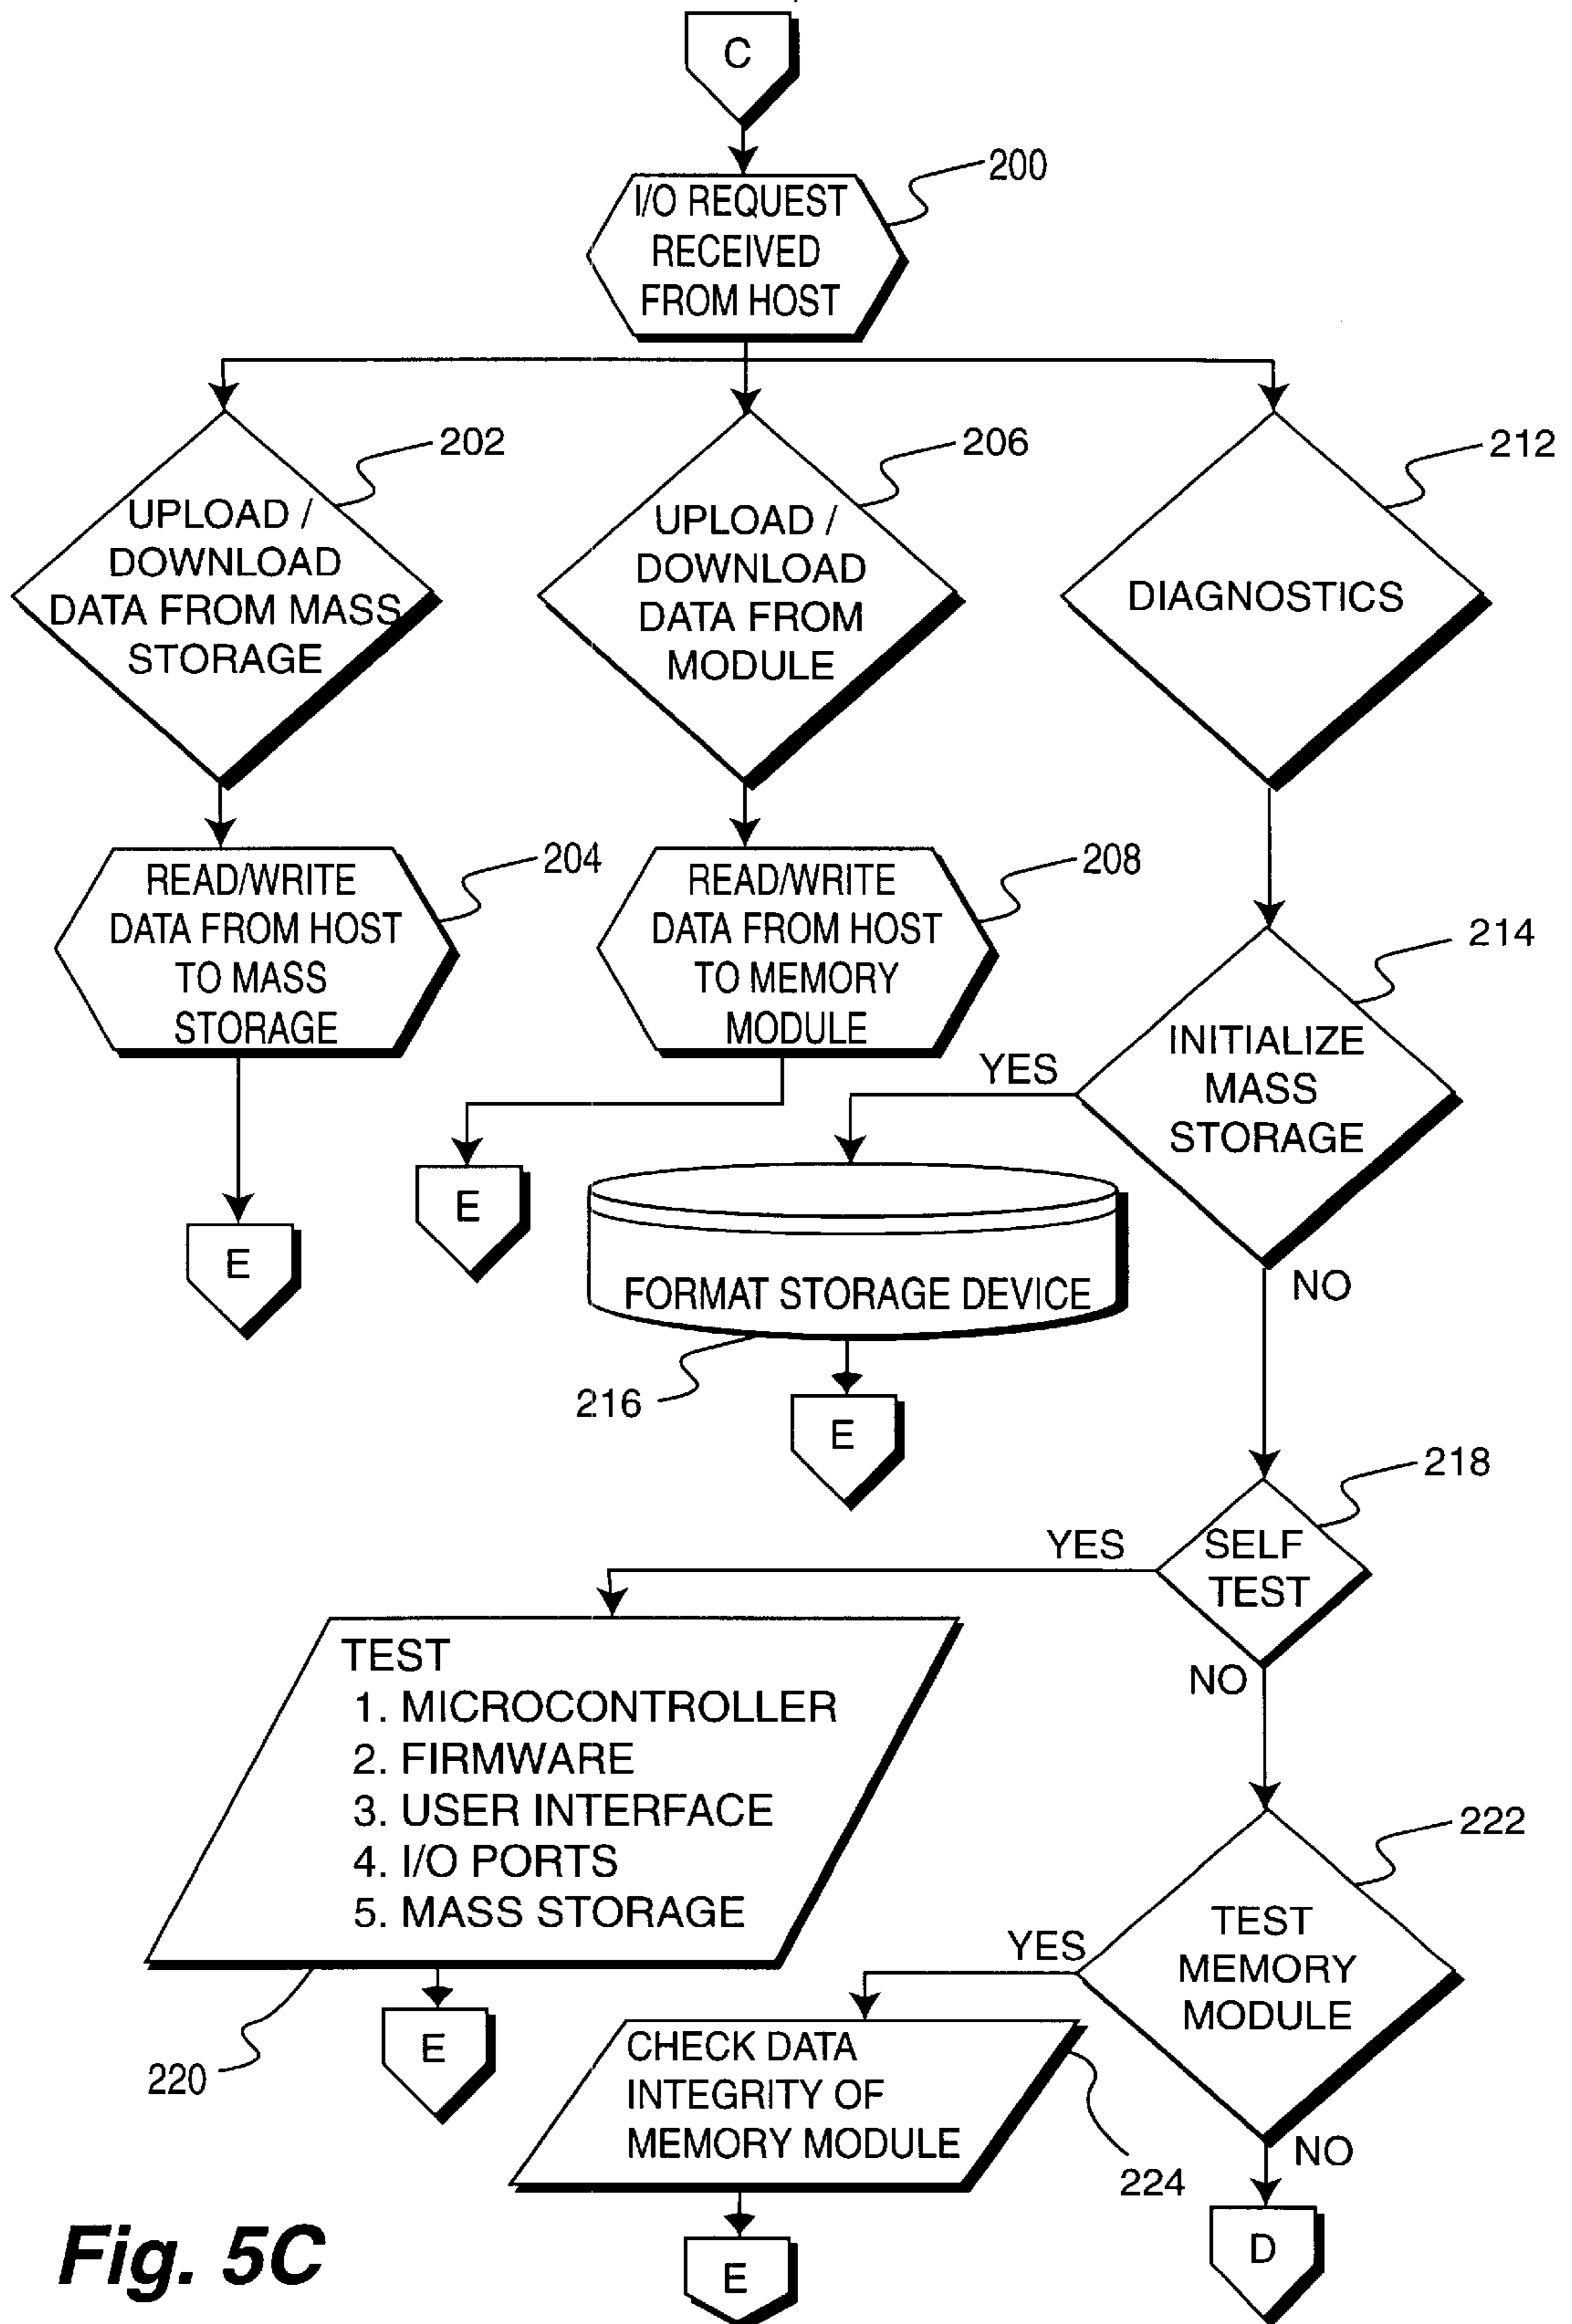 C
I/O REQUEST
RECEIVED
FROM HOST
200
UPLOAD /
DOWNLOAD
DATA FROM MASS
STORAGE
202
UPLOAD /
DOWNLOAD
DATA FROM
MODULE
206
DIAGNOSTICS
212
READ/WRITE
DATA FROM HOST
TO MASS
STORAGE
204
READ/WRITE
DATA FROM HOST
TO MEMORY
MODULE
208
INITIALIZE
MASS
STORAGE
214
YES
NO
E
E
FORMAT STORAGE DEVICE
216
E
SELF
TEST
218
YES
NO
TEST
1. MICROCONTROLLER
2. FIRMWARE
3. USER INTERFACE
4. I/O PORTS
5. MASS STORAGE
220
E
TEST
MEMORY
MODULE
222
YES
NO
CHECK DATA
INTEGRITY OF
MEMORY MODULE
224
E
D
Fig. 5C